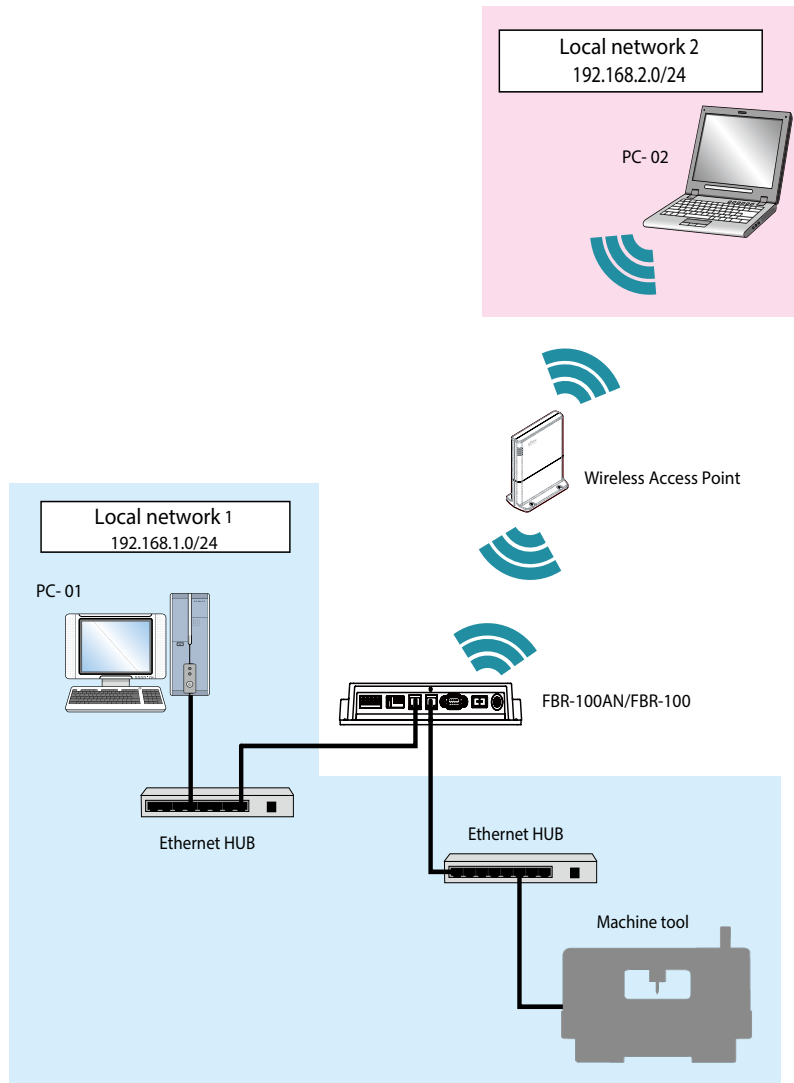 Local network 2
192.168.2.0/24
PC- 02
Wireless Access Point
Local network 1
192.168.1.0/24
PC- 01
FBR-100AN/FBR-100
Ethernet HUB
Ethernet HUB
Machine tool